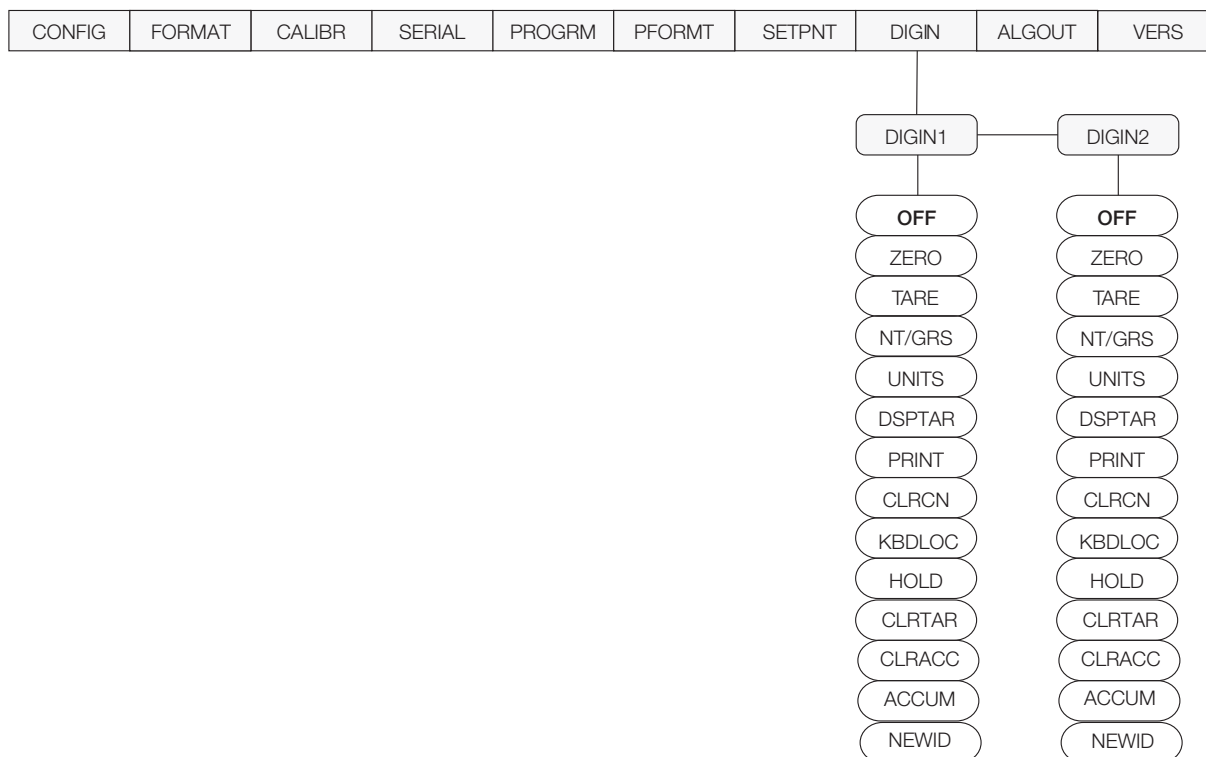 CONFIG FORMAT CALIBR SERIAL PROGRM PFORMT SETPNT DIGIN ALGOUT VERS
DIGIN1 DIGIN2
OFF OFF
ZERO ZERO
TARE TARE
NT/GRS NT/GRS
UNITS UNITS
DSPTAR DSPTAR
PRINT PRINT
CLRCN CLRCN
KBDLOC KBDLOC
HOLD HOLD
CLRTAR CLRTAR
CLRACC CLRACC
ACCUM ACCUM
NEWID NEWID